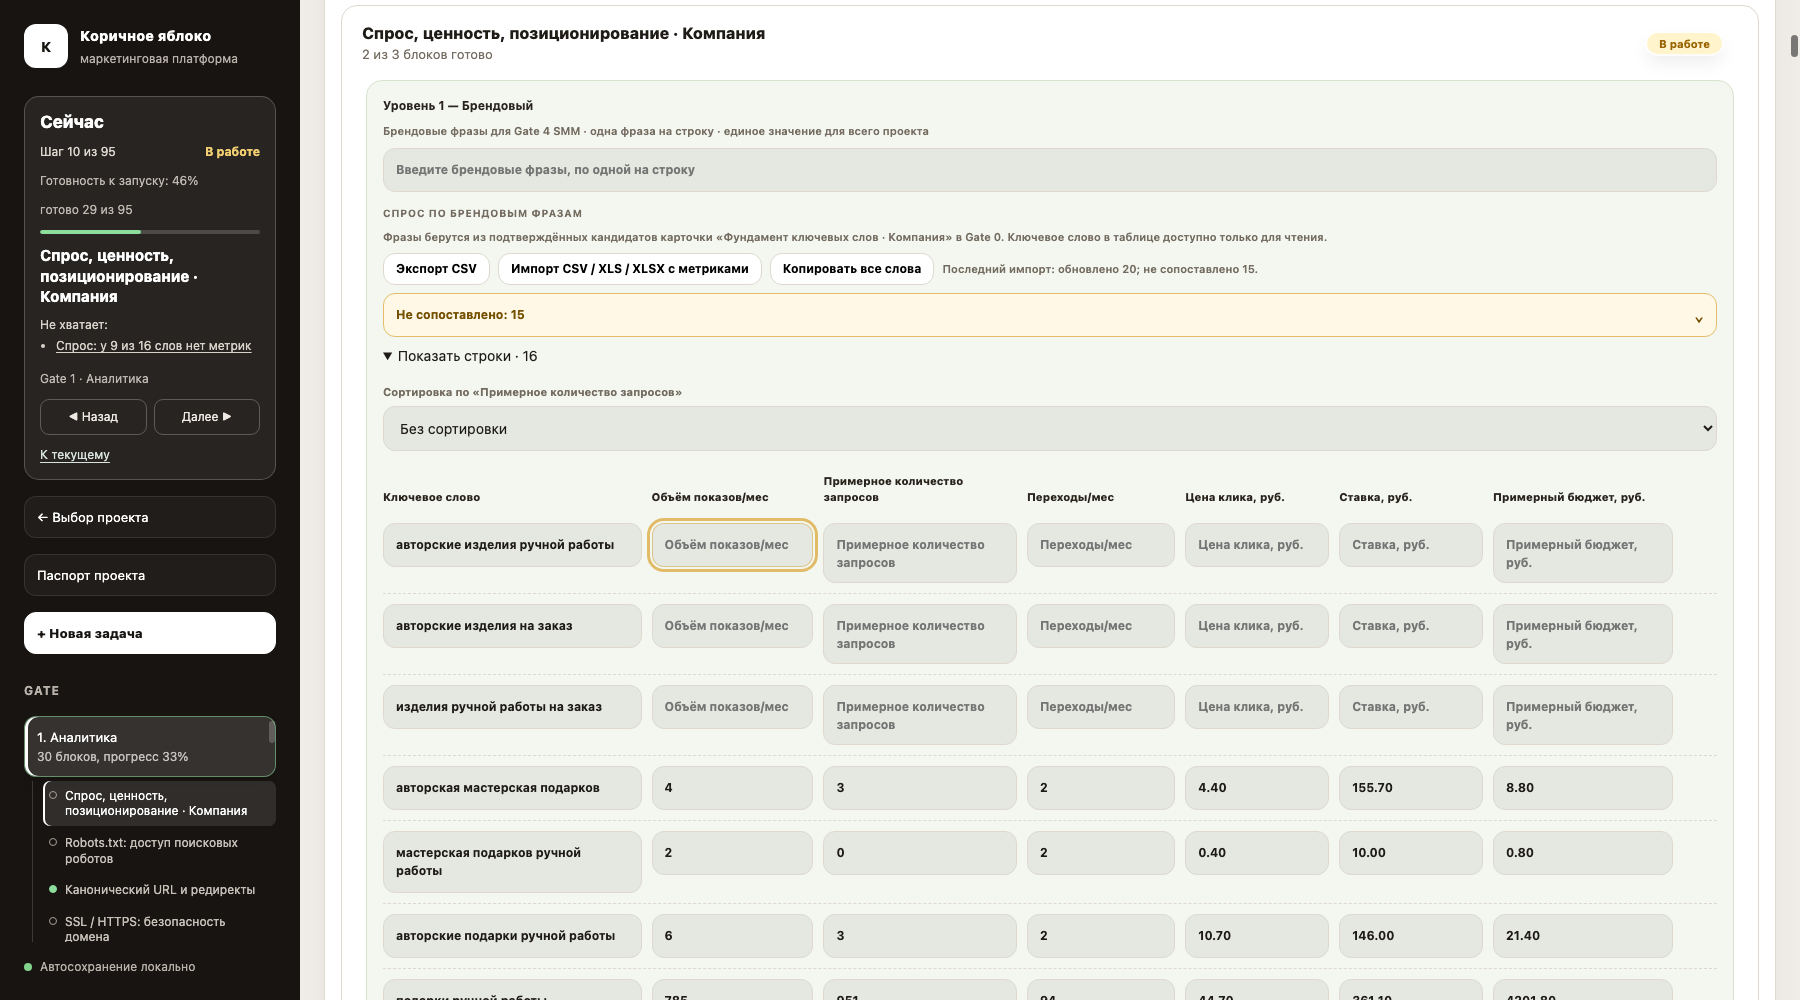 К
Коричное яблоко
маркетинговая платформа
Сейчас
Шаг 10 из 95
В работе
Готовность к запуску: 46%
готово 29 из 95
Спрос, ценность,
позиционирование ·
Компания
Не хватает:
• Спрос: у 9 из 16 слов нет метрик
Gate 1 · Аналитика
◀ Назад
Далее ▶
К текущему
← Выбор проекта
Паспорт проекта
+ Новая задача
GATE
1. Аналитика
30 блоков, прогресс 33%
Спрос, ценность,
позиционирование · Компания
Robots.txt: доступ поисковых
роботов
Канонический URL и редиректы
SSL / HTTPS: безопасность
домена
Автосохранение локально
Спрос, ценность, позиционирование · Компания
2 из 3 блоков готово
В работе
Уровень 1 — Брендовый
Брендовые фразы для Gate 4 SMM · одна фраза на строку · единое значение для всего проекта
Введите брендовые фразы, по одной на строку
СПРОС ПО БРЕНДОВЫМ ФРАЗАМ
Фразы берутся из подтверждённых кандидатов карточки «Фундамент ключевых слов · Компания» в Gate 0. Ключевое слово в таблице доступно только для чтения.
Экспорт CSV
Импорт CSV / XLS / XLSX с метриками
Копировать все слова
Последний импорт: обновлено 20; не сопоставлено 15.
Не сопоставлено: 15
▼ Показать строки · 16
Сортировка по «Примерное количество запросов»
Без сортировки
Ключевое слово
Объём показов/мес
Примерное количество
запросов
Переходы/мес
Цена клика, руб.
Ставка, руб.
Примерный бюджет, руб.
авторские изделия ручной работы
Объём показов/мес
Примерное количество
запросов
Переходы/мес
Цена клика, руб.
Ставка, руб.
Примерный бюджет,
руб.
авторские изделия на заказ
Объём показов/мес
Примерное количество
запросов
Переходы/мес
Цена клика, руб.
Ставка, руб.
Примерный бюджет,
руб.
изделия ручной работы на заказ
Объём показов/мес
Примерное количество
запросов
Переходы/мес
Цена клика, руб.
Ставка, руб.
Примерный бюджет,
руб.
авторская мастерская подарков
4
3
2
4.40
155.70
8.80
мастерская подарков ручной
работы
2
0
2
0.40
10.00
0.80
авторские подарки ручной работы
6
3
2
10.70
146.00
21.40
подарки ручной работы
785
951
94
44.70
361.10
4201.80